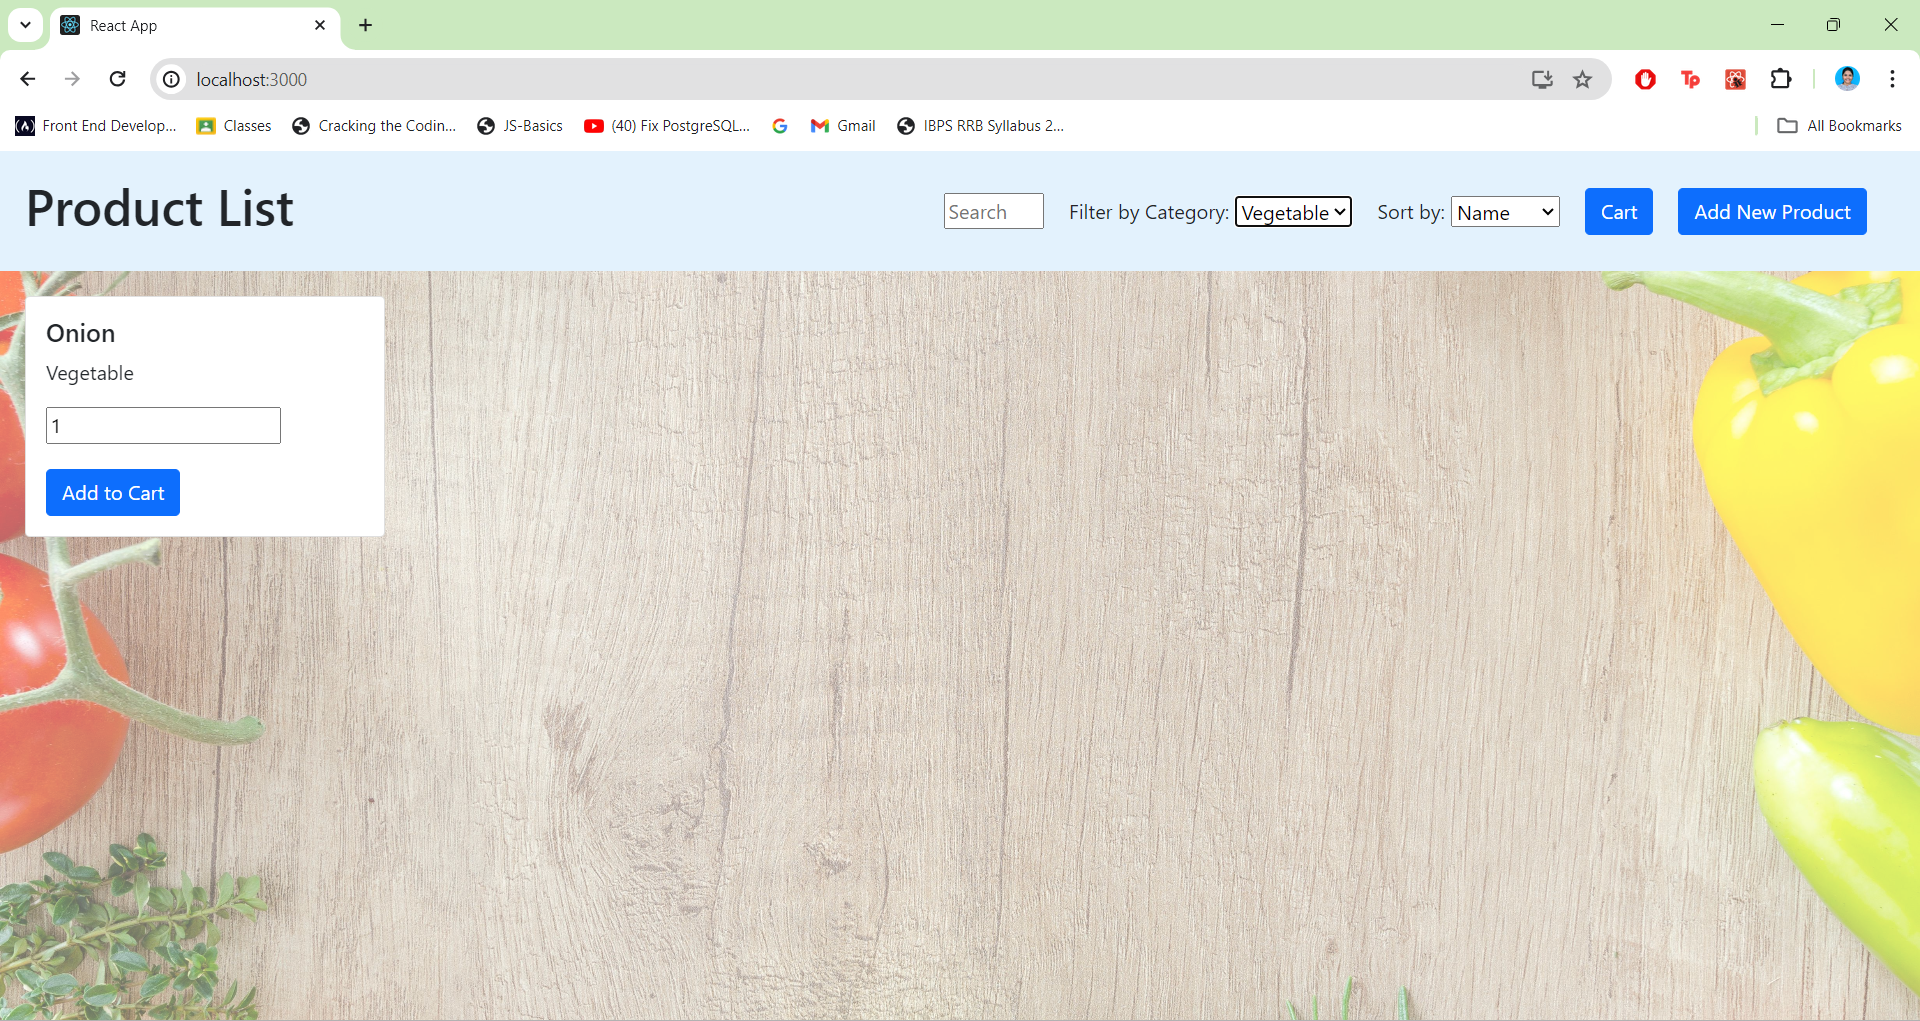 React App
localhost:3000
Front End Develop... Classes Cracking the Codin... JS-Basics (40) Fix PostgreSQL... Gmail IBPS RRB Syllabus 2... All Bookmarks
Product List Search Filter by Category: Vegetable Sort by: Name Cart Add New Product
Onion
Vegetable
1
Add to Cart